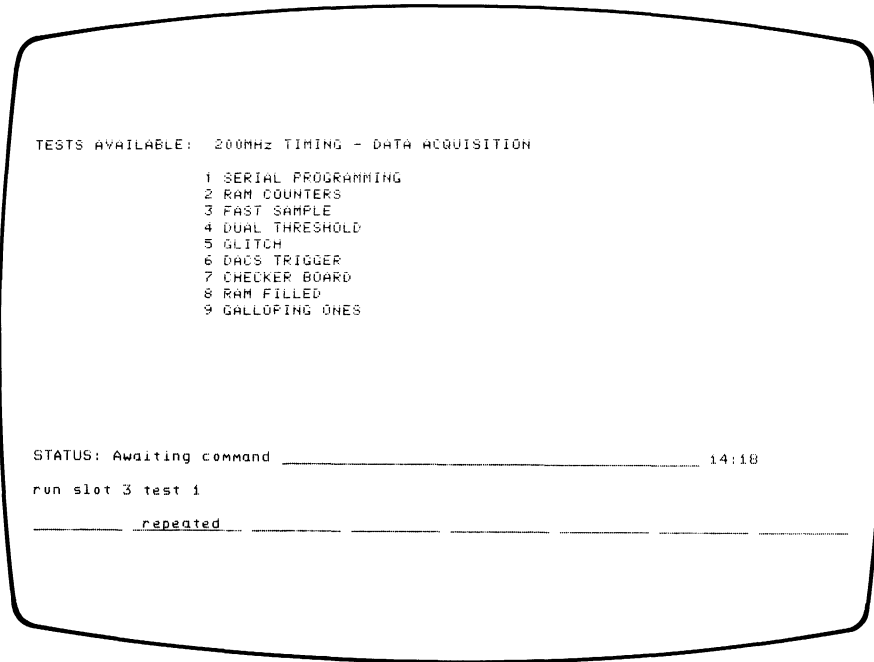 TESTS AVAILABLE: 200MHz TIMING - DATA ACQUISITION
1 SERIAL PROGRAMMING
2 RAM COUNTERS
3 FAST SAMPLE
4 DUAL THRESHOLD
5 GLITCH
6 DACS TRIGGER
7 CHECKER BOARD
8 RAM FILLED
9 GALLOPING ONES
STATUS: Awaiting command 14:18
run slot 3 test 1
repeated